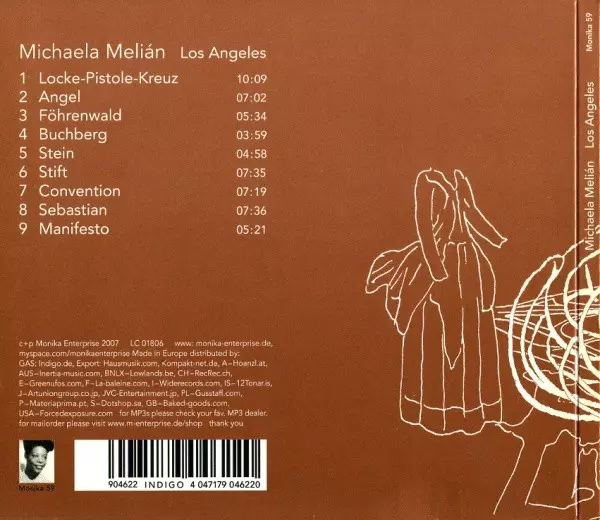 Michaela Melián Los Angeles
1 Locke-Pistole-Kreuz 10:09
2 Angel 07:02
3 Föhrenwald 05:34
4 Buchberg 03:59
5 Stein 04:58
6 Stift 07:35
7 Convention 07:19
8 Sebastian 07:36
9 Manifesto 05:21
c+p Monika Enterprise 2007 LC 01806 www: monika-enterprise.de,
myspace.com/monikaenterprise Made in Europe distributed by:
GAS: Indigo.de, Export: Hausmusik.com, Kompakt-net.de, A–Hoanzl.at,
AUS–Inertia-music.com, BNLX–Lowlands.be, CH–RecRec.ch,
E–Greenufos.com, F–La-baleine.com, I–Widerecords.com, IS–12Tonar.is,
J–Artuniongroup.co.jp, JVC-Entertainment.jp, PL–Gusstaff.com,
P–Materiaprima.pt, S–Dotshop.se, GB–Baked-goods.com,
USA–Forcedexposure.com for MP3s please check your fav. MP3 dealer.
for mailorder please visit www.m-enterprise.de/shop thank you
Monika 59
904622 INDIGO 4 047179 046220
Michaela Melián Los Angeles Monika 59